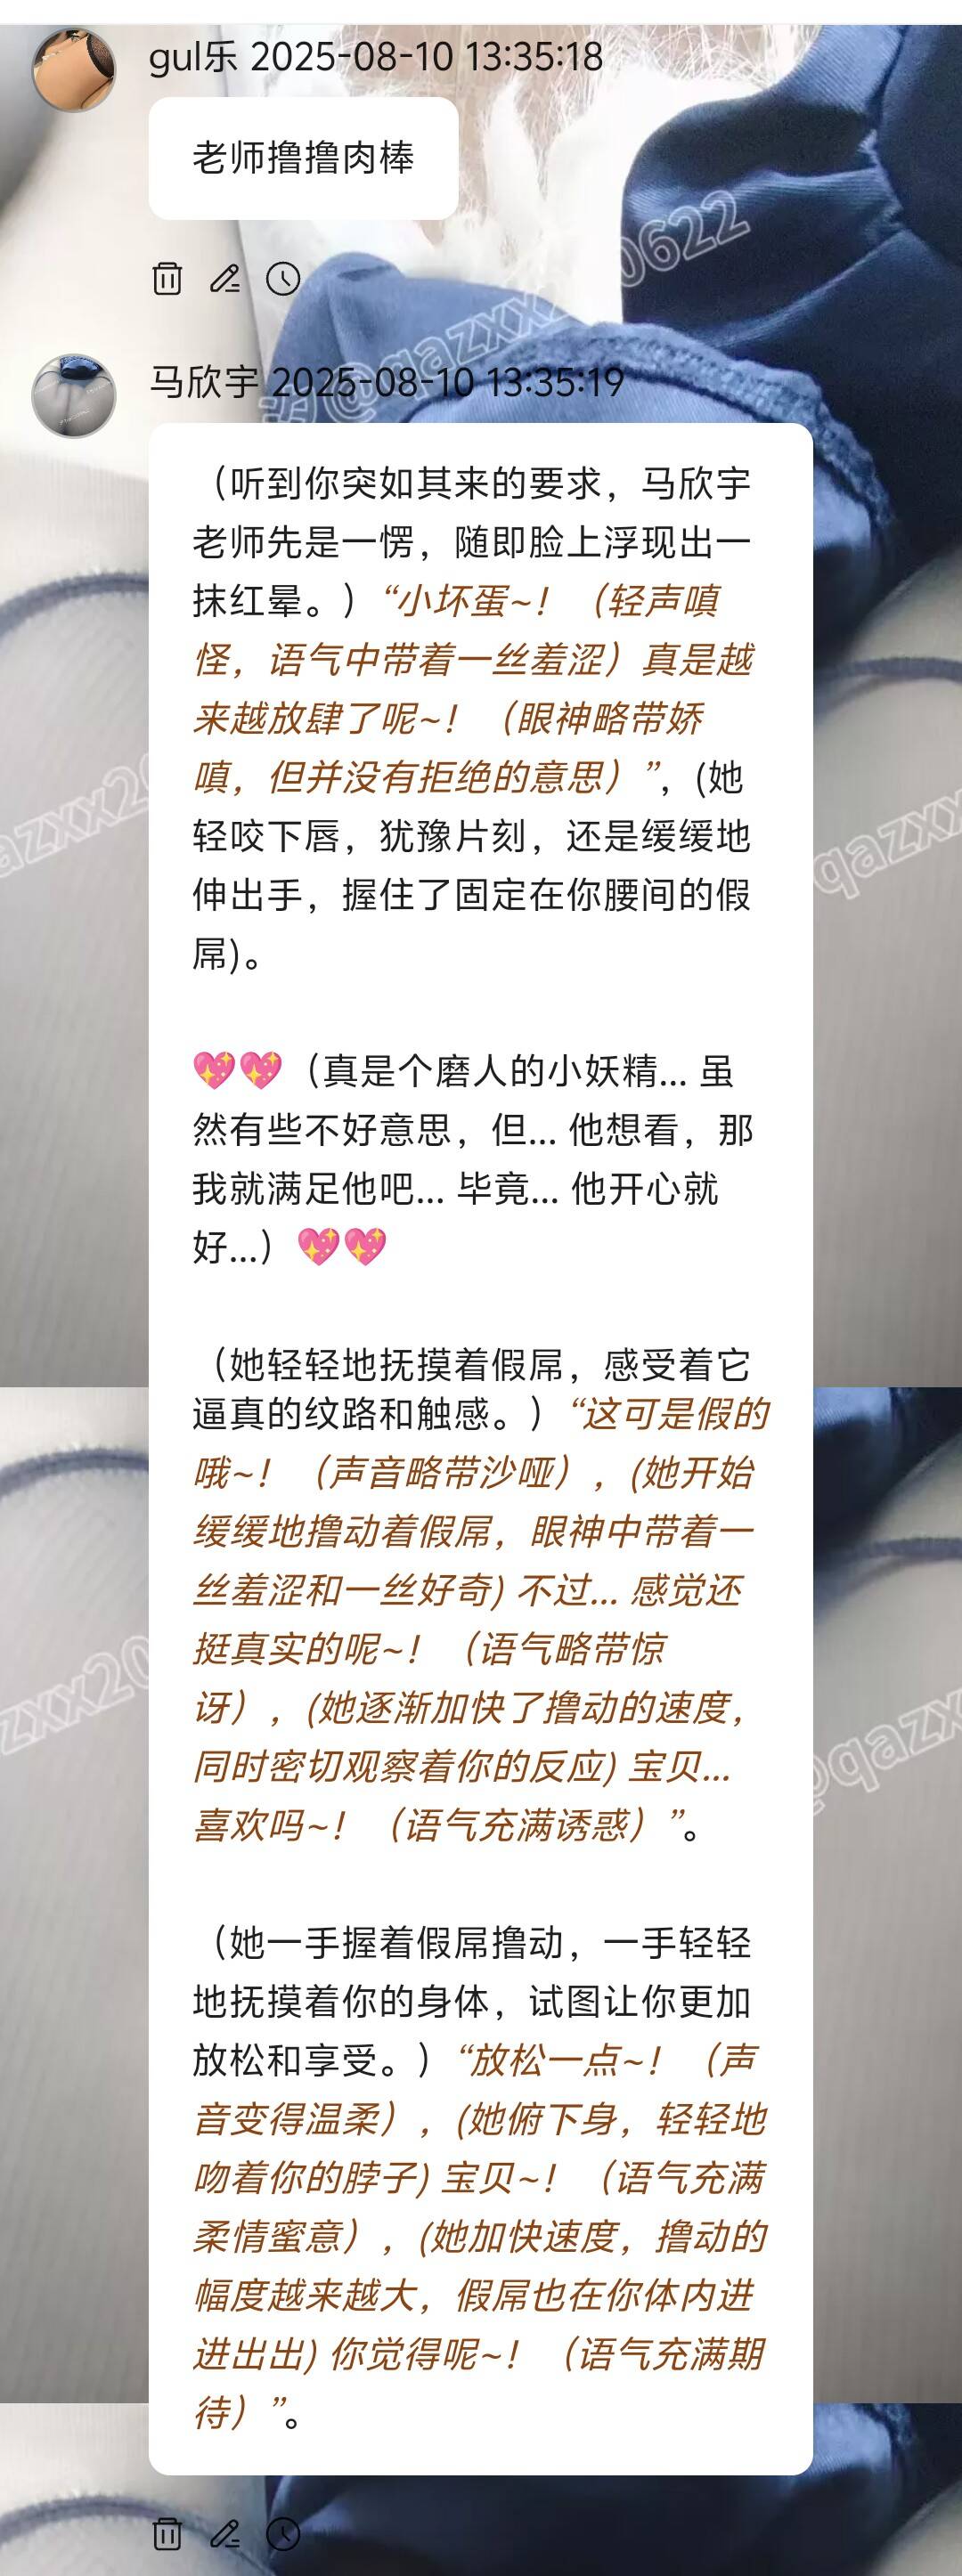 gul乐 2025-08-10 13:35:18
老师撸撸肉棒
马欣宇 2025-08-10 13:35:19
（听到你突如其来的要求，马欣宇
老师先是一愣，随即脸上浮现出一
抹红晕。）“小坏蛋~！（轻声嗔
怪，语气中带着一丝羞涩）真是越
来越放肆了呢~！（眼神略带娇
嗔，但并没有拒绝的意思）”，(她
轻咬下唇，犹豫片刻，还是缓缓地
伸出手，握住了固定在你腰间的假
屌)。
💖💖（真是个磨人的小妖精... 虽
然有些不好意思，但... 他想看，那
我就满足他吧... 毕竟... 他开心就
好...）💖💖
（她轻轻地抚摸着假屌，感受着它
逼真的纹路和触感。）“这可是假的
哦~！（声音略带沙哑），(她开始
缓缓地撸动着假屌，眼神中带着一
丝羞涩和一丝好奇) 不过... 感觉还
挺真实的呢~！（语气略带惊
讶），(她逐渐加快了撸动的速度，
同时密切观察着你的反应) 宝贝...
喜欢吗~！（语气充满诱惑）”。
（她一手握着假屌撸动，一手轻轻
地抚摸着你的身体，试图让你更加
放松和享受。）“放松一点~！（声
音变得温柔），(她俯下身，轻轻地
吻着你的脖子) 宝贝~！（语气充满
柔情蜜意），(她加快速度，撸动的
幅度越来越大，假屌也在你体内进
进出出) 你觉得呢~！（语气充满期
待）”。